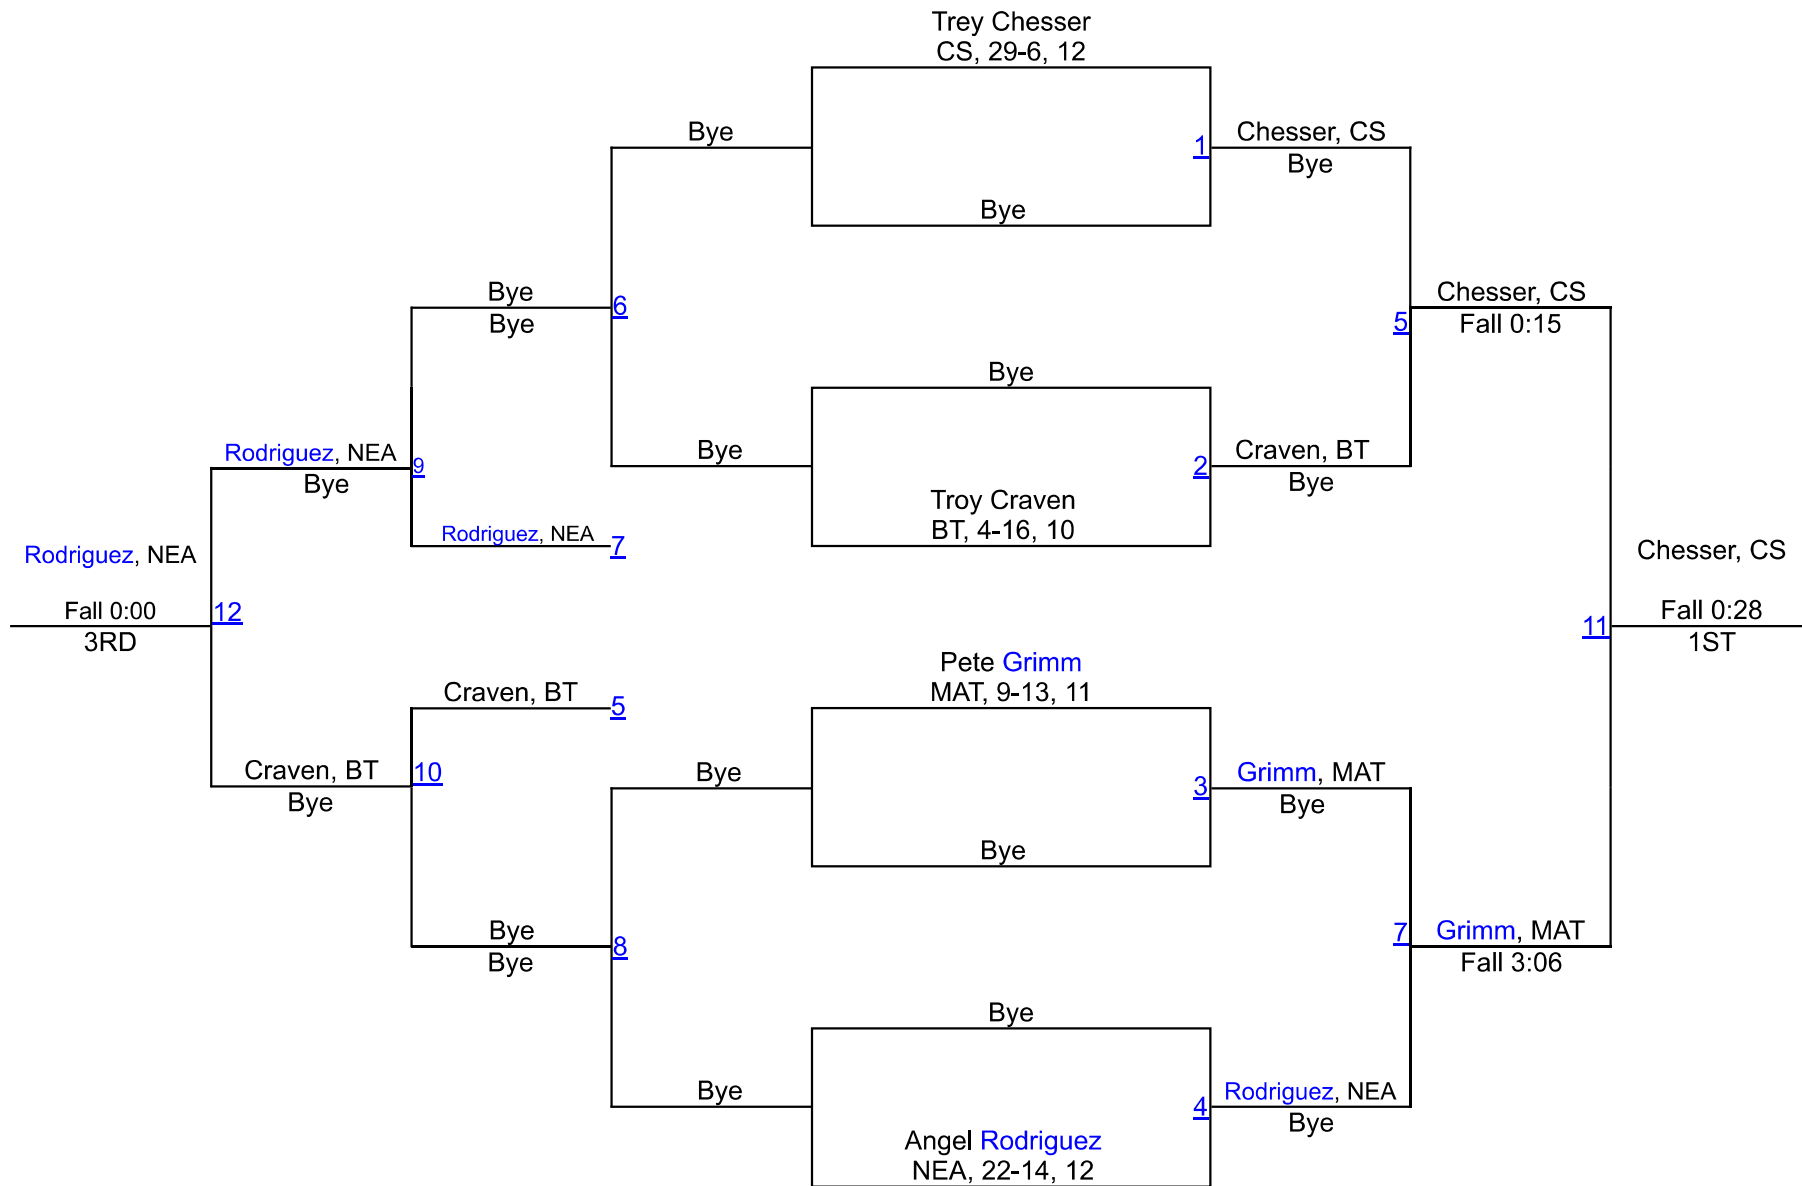 Trey Chesser
CS, 29-6, 12
Bye
1
Chesser, CS
Bye
Bye
Bye
Bye
6
Chesser, CS
5
Fall 0:15
Bye
Rodriguez, NEA
9
Bye
Bye
2
Craven, BT
Bye
Troy Craven
BT, 4-16, 10
Rodriguez, NEA
7
Rodriguez, NEA
Chesser, CS
Fall 0:00
12
3RD
11
Fall 0:28
1ST
Pete Grimm
MAT, 9-13, 11
Craven, BT
5
Craven, BT
10
Bye
Bye
3
Grimm, MAT
Bye
Bye
Bye
Bye
8
7
Grimm, MAT
Fall 3:06
Bye
Bye
4
Rodriguez, NEA
Bye
Angel Rodriguez
NEA, 22-14, 12